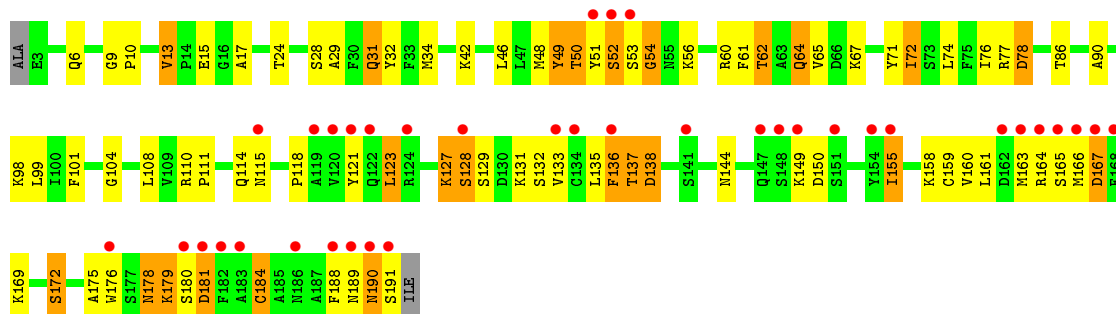 ALA E3 Q6 G9 P10 V13 P14 E15 G16 A17 T24 S28 A29 F30 Q31 Y32 F33 M34 K42 L46 L47 M48 Y49 T50 Y51 S52 S53 G54 N55 K56 R60 F61 T62 A63 Q64 V65 D66 K67 Y71 I72 S73 L74 F75 I76 R77 D78 T86 A90
K98 L99 I100 F101 G104 L108 V109 R110 P111 Q114 N115 P118 A119 V120 Y121 Q122 L123 R124 K127 S128 S129 D130 K131 S132 V133 C134 L135 F136 T137 D138 S141 N144 Q147 S148 K149 D150 S151 Y154 I155 K158 C159 V160 L161 D162 M163 R164 S165 M166 D167 F168
K169 S172 A175 W176 S177 N178 K179 S180 D181 F182 A183 C184 A185 N186 A187 F188 N189 N190 S191 ILE